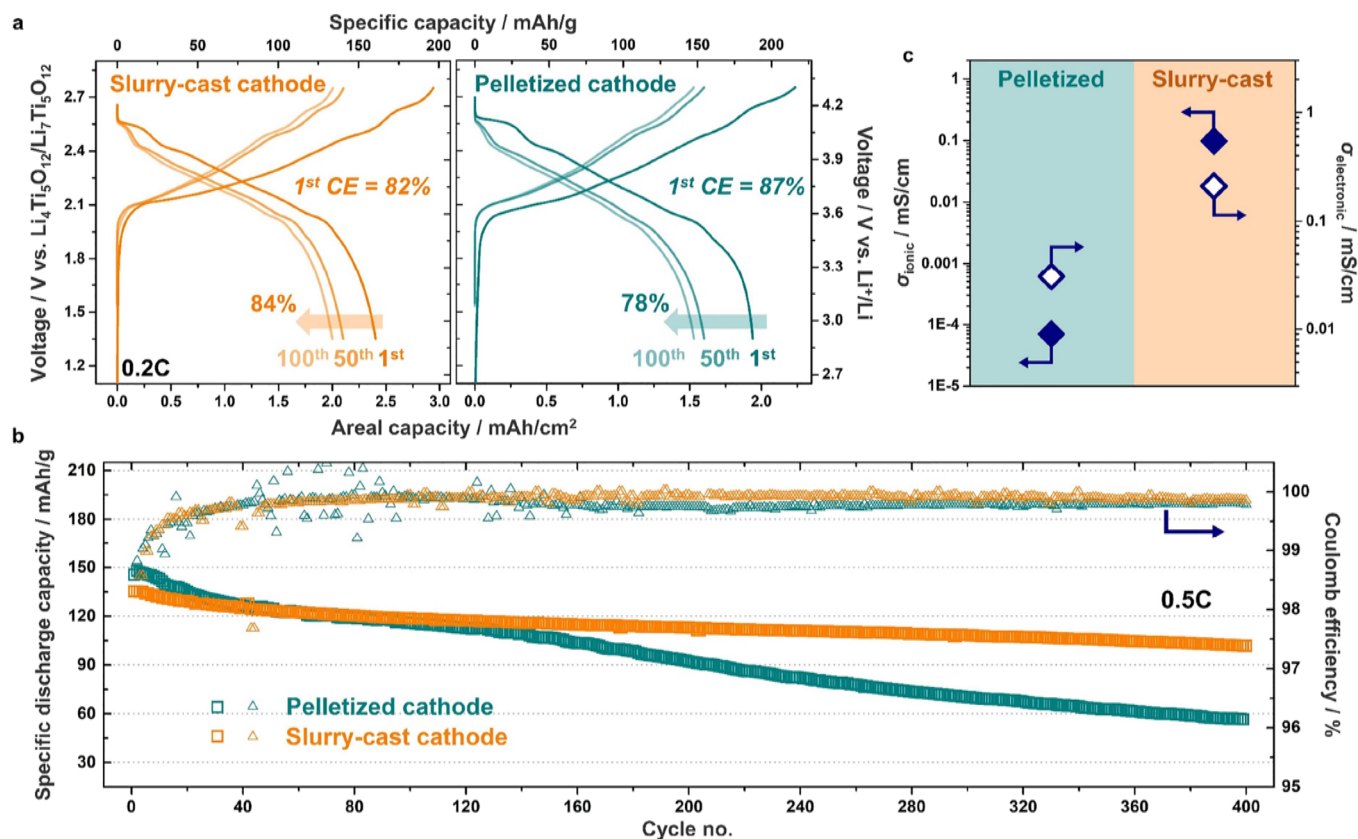 a
Specific capacity / mAh/g
0 50 100 150 200 0 50 100 150 200
Slurry-cast cathode
Pelletized cathode
Voltage / V vs. Li₄Ti₅O₁₂/Li₇Ti₅O₁₂
2.7
2.4
2.1
1.8
1.5
1.2
1ˢᵗ CE = 82%
1ˢᵗ CE = 87%
84%
78%
100ᵗʰ 50ᵗʰ 1ˢᵗ
100ᵗʰ 50ᵗʰ 1ˢᵗ
0.2C
4.2
3.9
3.6
3.3
3.0
2.7
Voltage / V vs. Li⁺/Li
0.0 0.5 1.0 1.5 2.0 2.5 3.0 0.0 0.5 1.0 1.5 2.0
Areal capacity / mAh/cm²
c
Pelletized
Slurry-cast
σionic / mS/cm
1
0.1
0.01
0.001
1E-4
1E-5
1
0.1
0.01
σelectronic / mS/cm
b
Specific discharge capacity / mAh/g
210
180
150
120
90
60
30
0.5C
Pelletized cathode
Slurry-cast cathode
100
99
98
97
96
95
Coulomb efficiency / %
0 40 80 120 160 200 240 280 320 360 400
Cycle no.